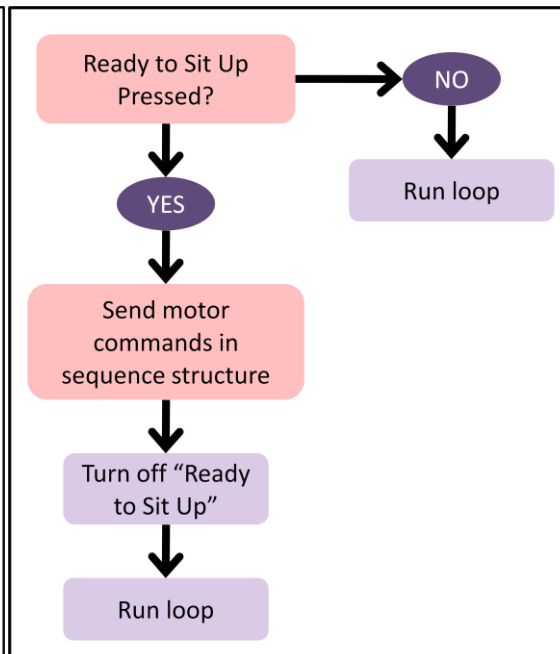 Ready to Sit Up
Pressed?
NO
Run loop
YES
Send motor
commands in
sequence structure
Turn off “Ready
to Sit Up”
Run loop